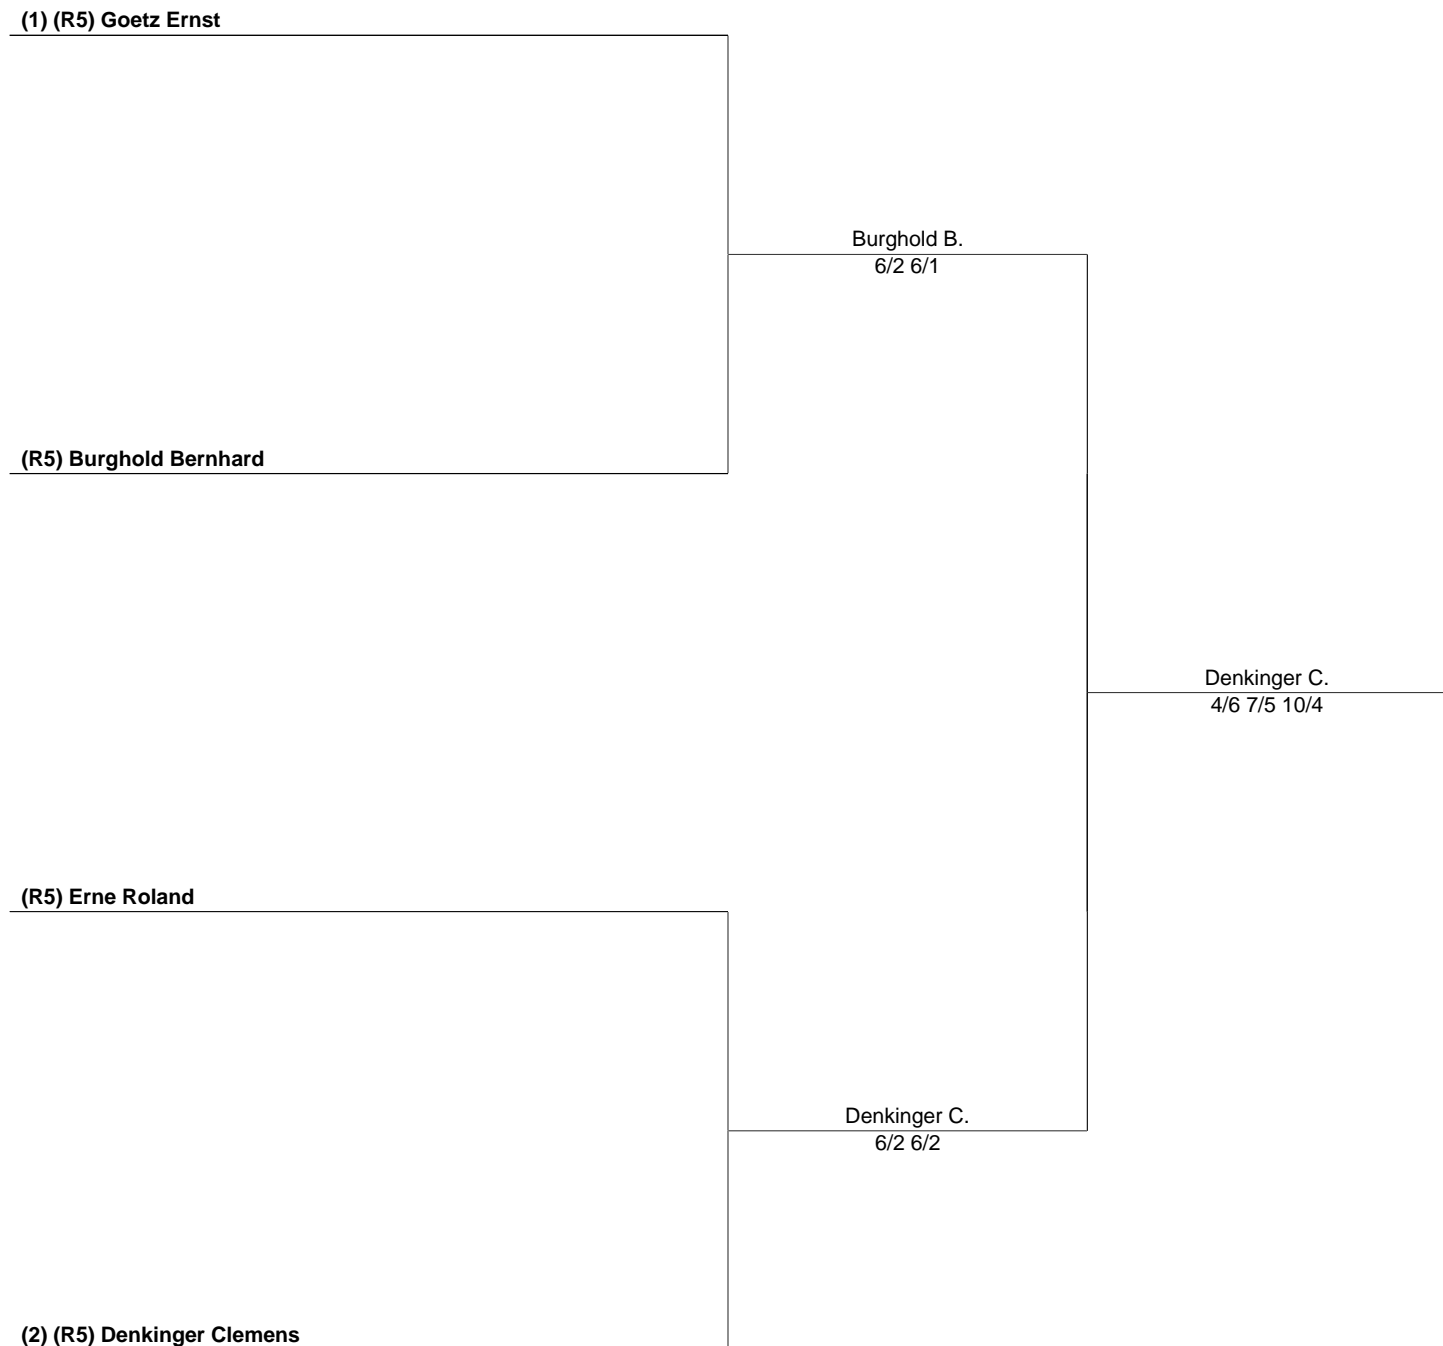 (1) (R5) Goetz Ernst
Burghold B.
6/2 6/1
(R5) Burghold Bernhard
Denkinger C.
4/6 7/5 10/4
(R5) Erne Roland
Denkinger C.
6/2 6/2
(2) (R5) Denkinger Clemens